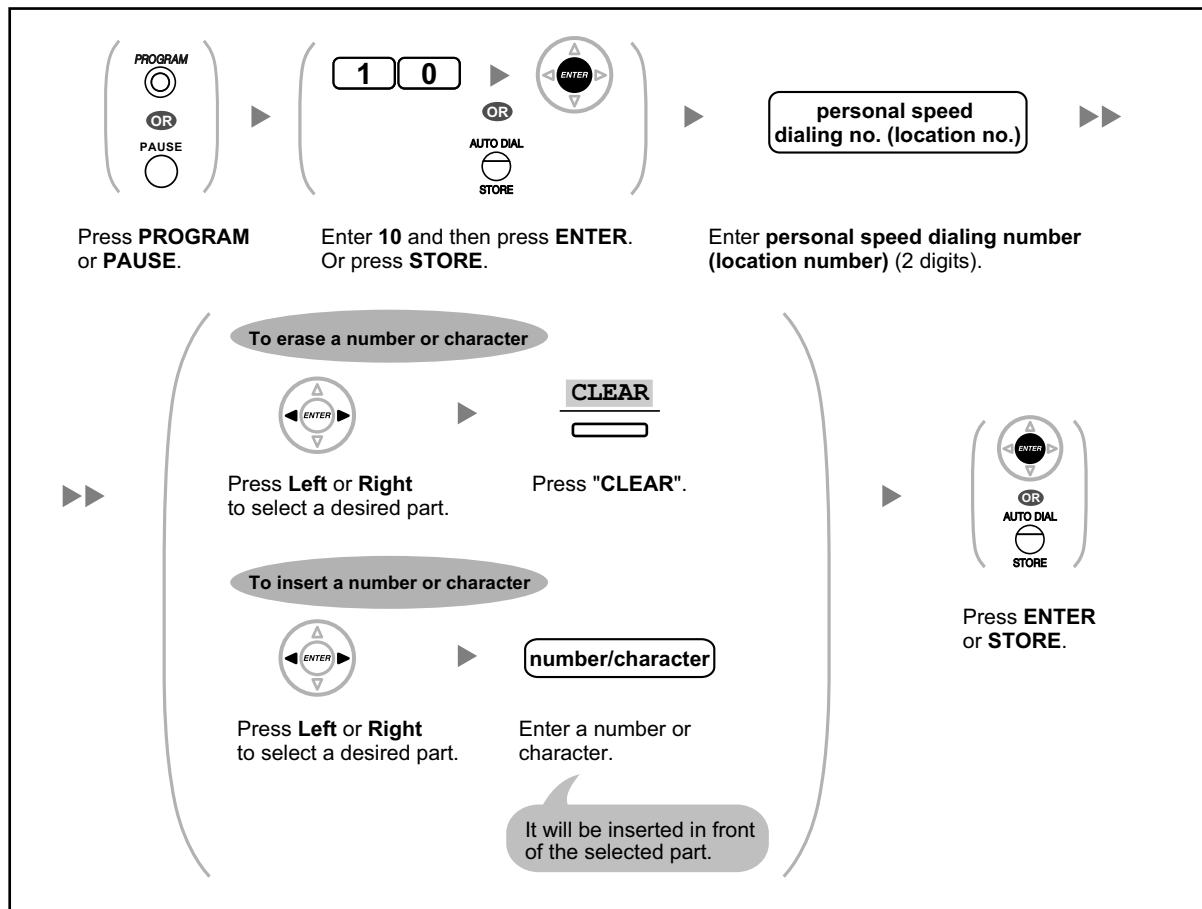 PROGRAM
OR
PAUSE
1 0
ENTER
OR
AUTO DIAL
STORE
personal speed
dialing no. (location no.)
Press PROGRAM
or PAUSE.
Enter 10 and then press ENTER.
Or press STORE.
Enter personal speed dialing number
(location number) (2 digits).
To erase a number or character
ENTER
CLEAR
Press Left or Right
to select a desired part.
Press "CLEAR".
To insert a number or character
ENTER
number/character
Press Left or Right
to select a desired part.
Enter a number or
character.
It will be inserted in front
of the selected part.
ENTER
OR
AUTO DIAL
STORE
Press ENTER
or STORE.